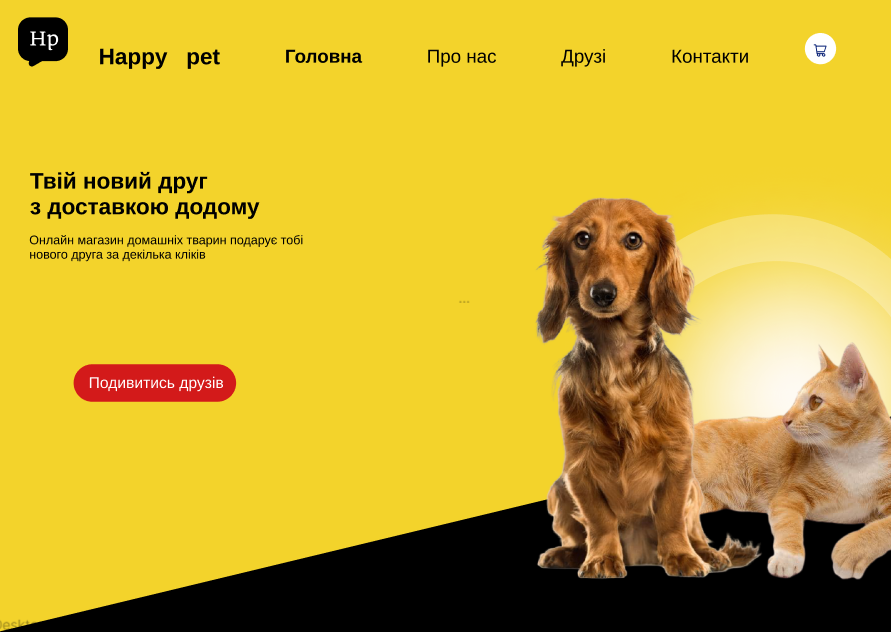 Hp
Happy pet
Головна
Про нас
Друзі
Контакти
Твій новий друг
з доставкою додому
Онлайн магазин домашніх тварин подарує тобі
нового друга за декілька кліків
...
Подивитись друзів